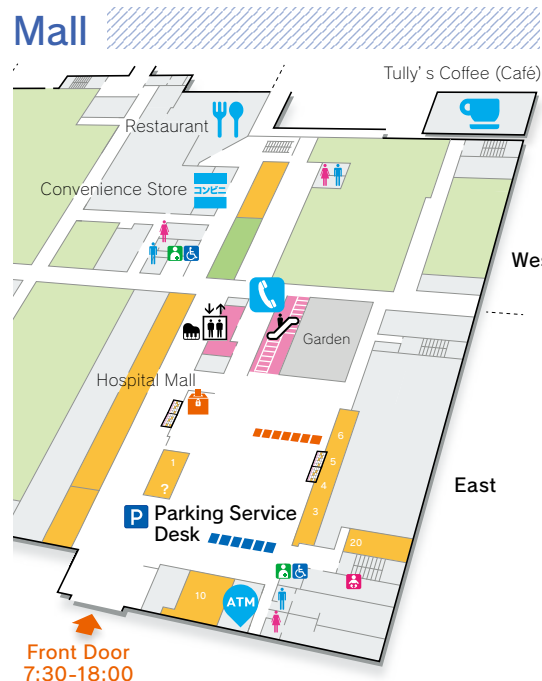 Mall
Tully's Coffee (Café)
Restaurant
Convenience Store
コンビニ
Wes
Garden
Hospital Mall
6
5
4
3
1
?
P Parking Service
Desk
East
20
10
ATM
Front Door
7:30-18:00